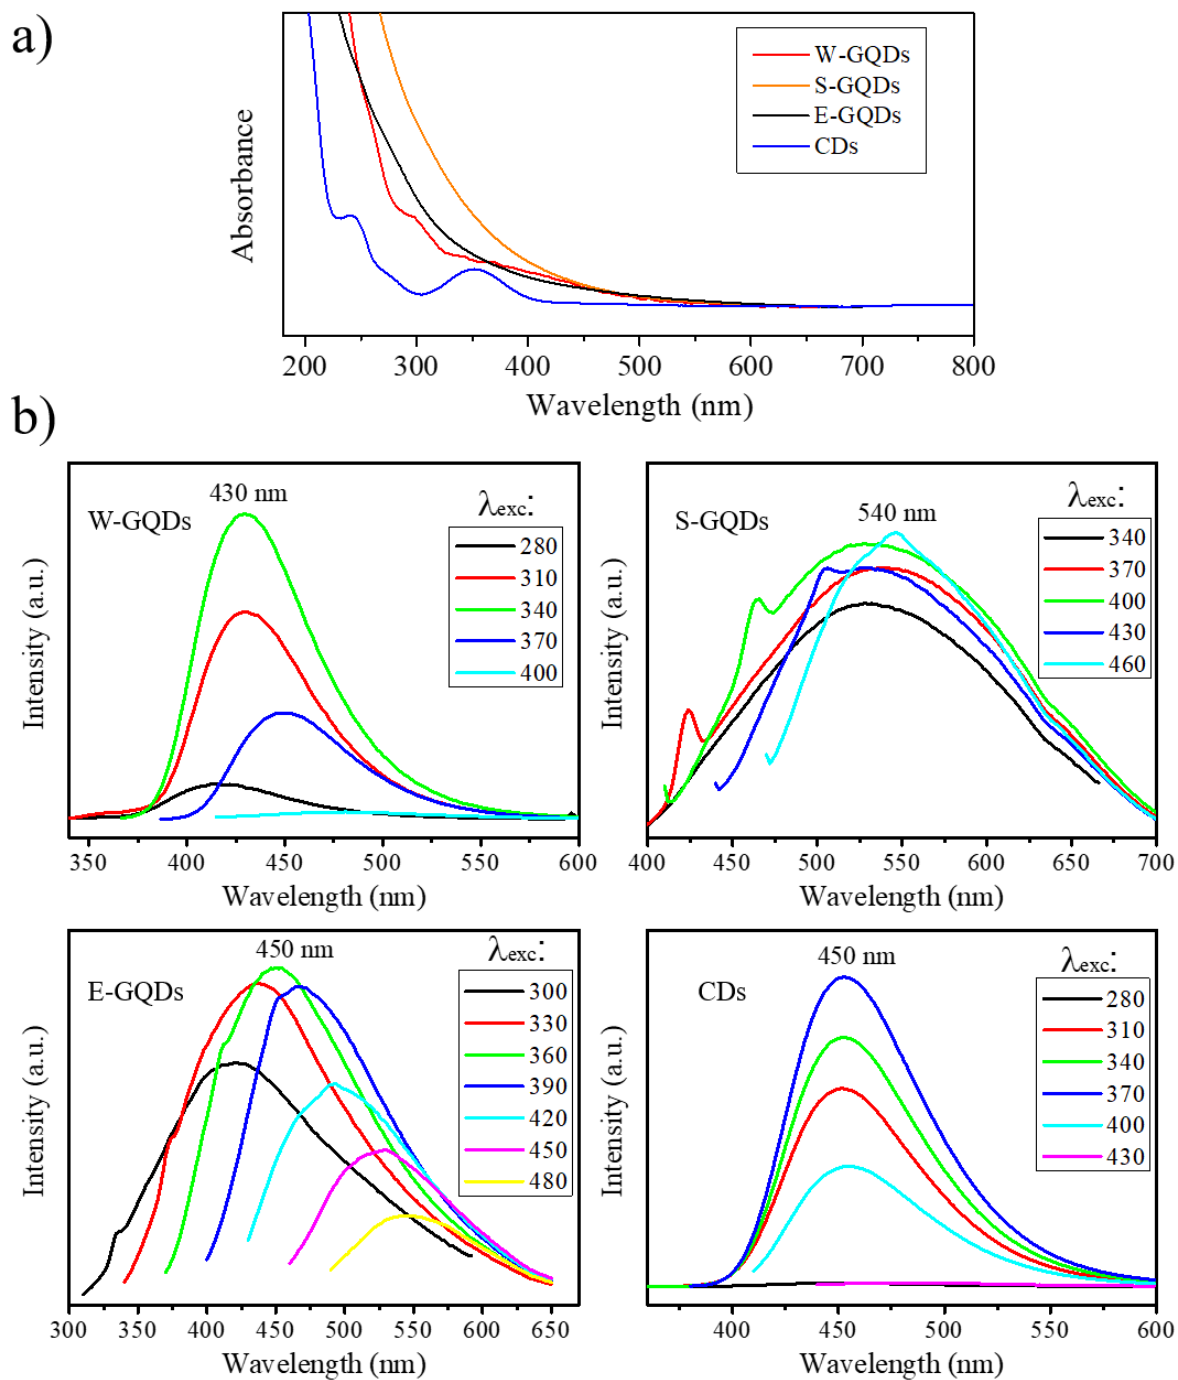 a)
Absorbance
W-GQDs
S-GQDs
E-GQDs
CDs
200 300 400 500 600 700 800
Wavelength (nm)
b)
W-GQDs
430 nm
λexc:
280
310
340
370
400
Intensity (a.u.)
350 400 450 500 550 600
Wavelength (nm)
S-GQDs
540 nm
λexc:
340
370
400
430
460
Intensity (a.u.)
400 450 500 550 600 650 700
Wavelength (nm)
E-GQDs
450 nm
λexc:
300
330
360
390
420
450
480
Intensity (a.u.)
300 350 400 450 500 550 600 650
Wavelength (nm)
CDs
450 nm
λexc:
280
310
340
370
400
430
Intensity (a.u.)
400 450 500 550 600
Wavelength (nm)